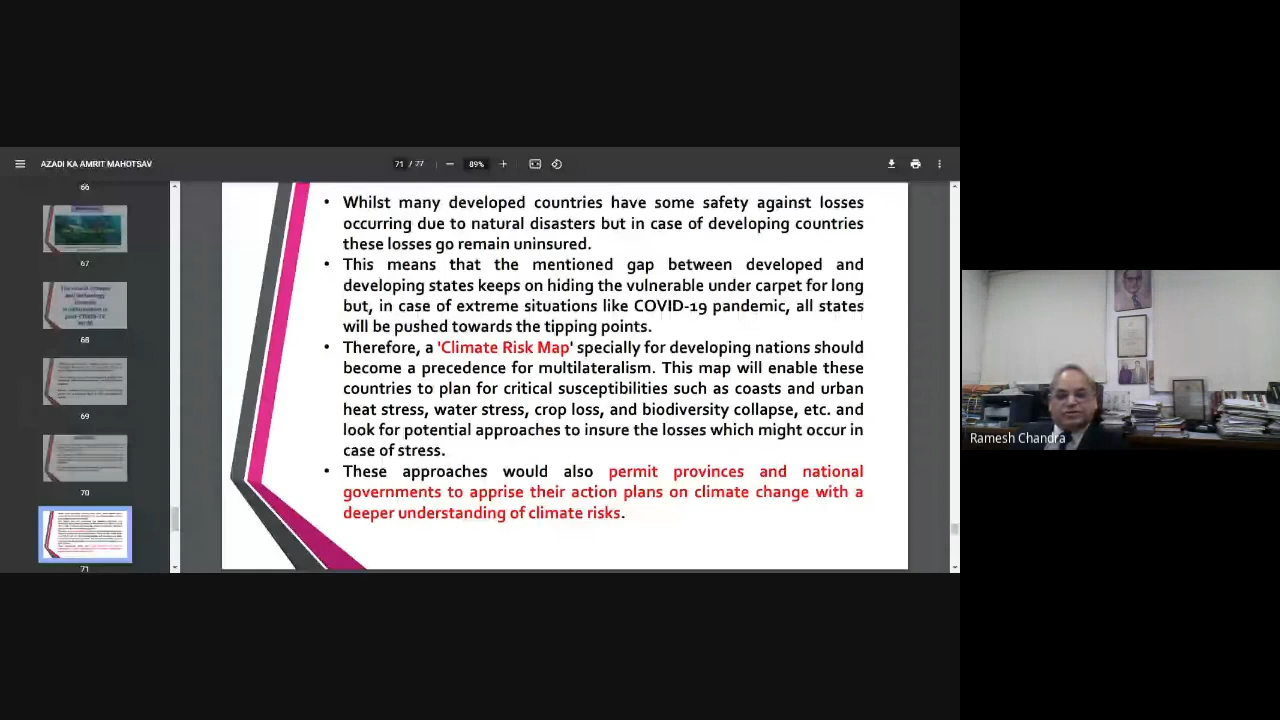 AZADI KA AMRIT MAHOTSAV
71 / 77
89%
66
67
68
69
70
71
• Whilst many developed countries have some safety against losses
occurring due to natural disasters but in case of developing countries
these losses go remain uninsured.
• This means that the mentioned gap between developed and
developing states keeps on hiding the vulnerable under carpet for long
but, in case of extreme situations like COVID-19 pandemic, all states
will be pushed towards the tipping points.
• Therefore, a 'Climate Risk Map' specially for developing nations should
become a precedence for multilateralism. This map will enable these
countries to plan for critical susceptibilities such as coasts and urban
heat stress, water stress, crop loss, and biodiversity collapse, etc. and
look for potential approaches to insure the losses which might occur in
case of stress.
• These approaches would also permit provinces and national
governments to apprise their action plans on climate change with a
deeper understanding of climate risks.
Ramesh Chandra